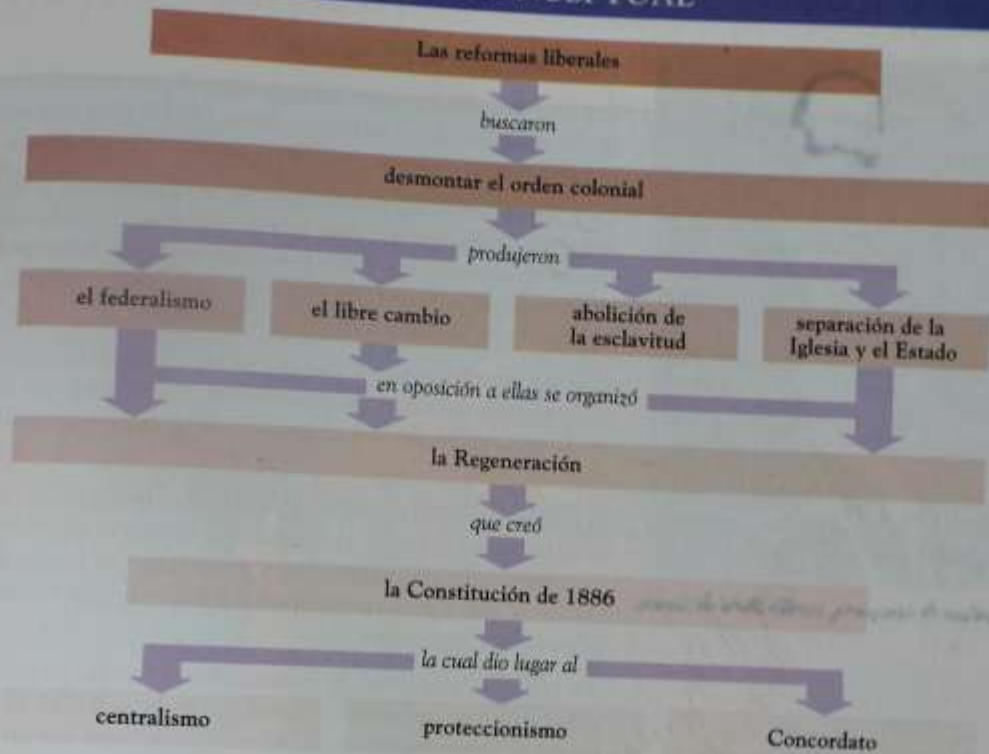 Las reformas liberales
buscaron
desmontar el orden colonial
produjeron
el federalismo
el libre cambio
abolición de
la esclavitud
separación de la
Iglesia y el Estado
en oposición a ellas se organizó
la Regeneración
que creó
la Constitución de 1886
la cual dio lugar al
centralismo
proteccionismo
Concordato